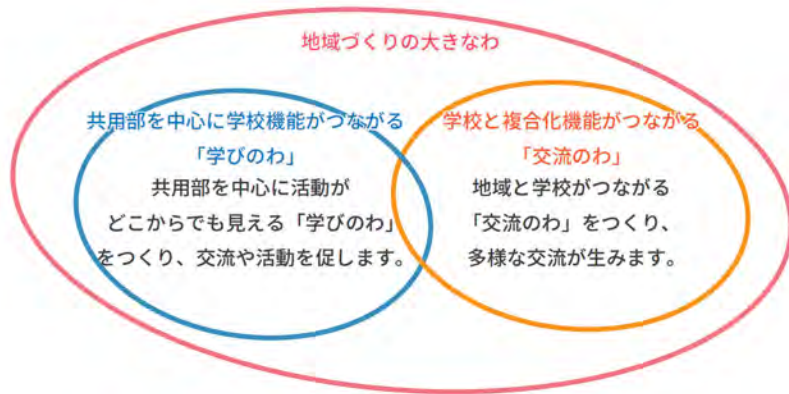 地域づくりの大きなわ
共用部を中心に学校機能がつながる
「学びのわ」
共用部を中心に活動が
どこからでも見える「学びのわ」
をつくり、交流や活動を促します。
学校と複合化機能がつながる
「交流のわ」
地域と学校がつながる
「交流のわ」をつくり、
多様な交流が生みます。